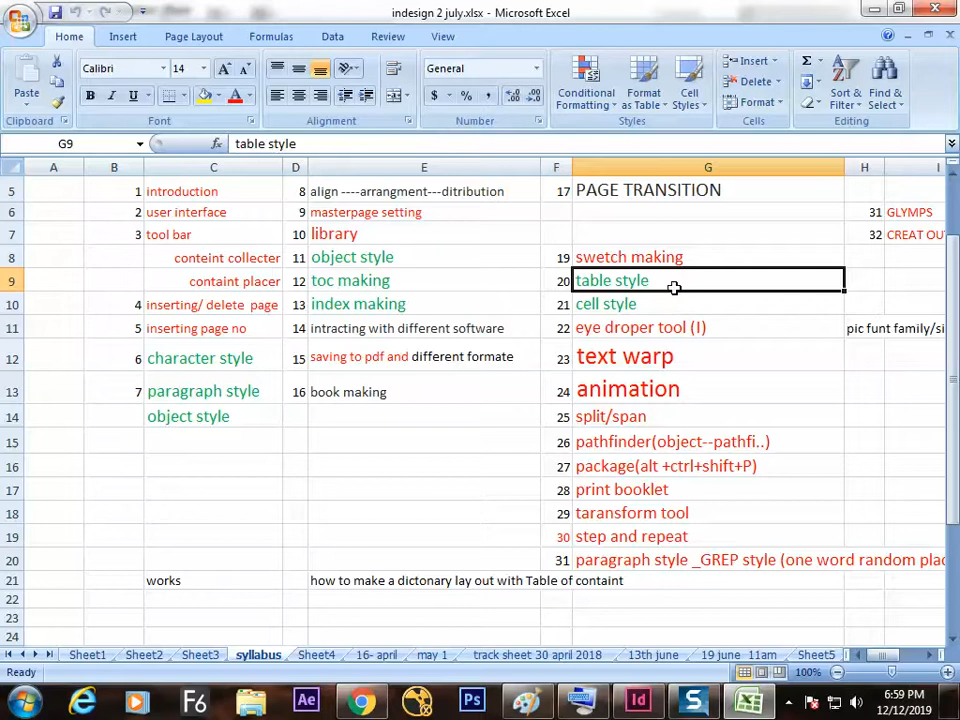 indesign 2 july.xlsx - Microsoft Excel
Home Insert Page Layout Formulas Data Review View
Paste Calibri 14 General Conditional Formatting Format as Table Cell Styles Insert Delete Format Sort & Filter Find & Select
B I U $ % ,
Clipboard Font Alignment Number Styles Cells Editing
G9 fx table style
A B C D E F G H I
5 1 introduction 8 align ----arrangment---ditribution 17 PAGE TRANSITION
6 2 user interface 9 masterpage setting 31 GLYMPS
7 3 tool bar 10 library 32 CREAT OU
8 conteint collecter 11 object style 19 swetch making
9 containt placer 12 toc making 20 table style
10 4 inserting/ delete page 13 index making 21 cell style
11 5 inserting page no 14 intracting with different software 22 eye droper tool (I) pic funt family/si
12 6 character style 15 saving to pdf and different formate 23 text warp
13 7 paragraph style 16 book making 24 animation
14 object style 25 split/span
15 26 pathfinder(object--pathfi..)
16 27 package(alt +ctrl+shift+P)
17 28 print booklet
18 29 taransform tool
19 30 step and repeat
20 31 paragraph style _GREP style (one word random plac
21 works how to make a dictonary lay out with Table of containt
22
23
24
Sheet1 Sheet2 Sheet3 syllabus Sheet4 16- april may 1 track sheet 30 april 2018 13th june 19 june 11am Sheet5
Ready 100%
F6 Ae Ps Id S
6:59 PM
12/12/2019